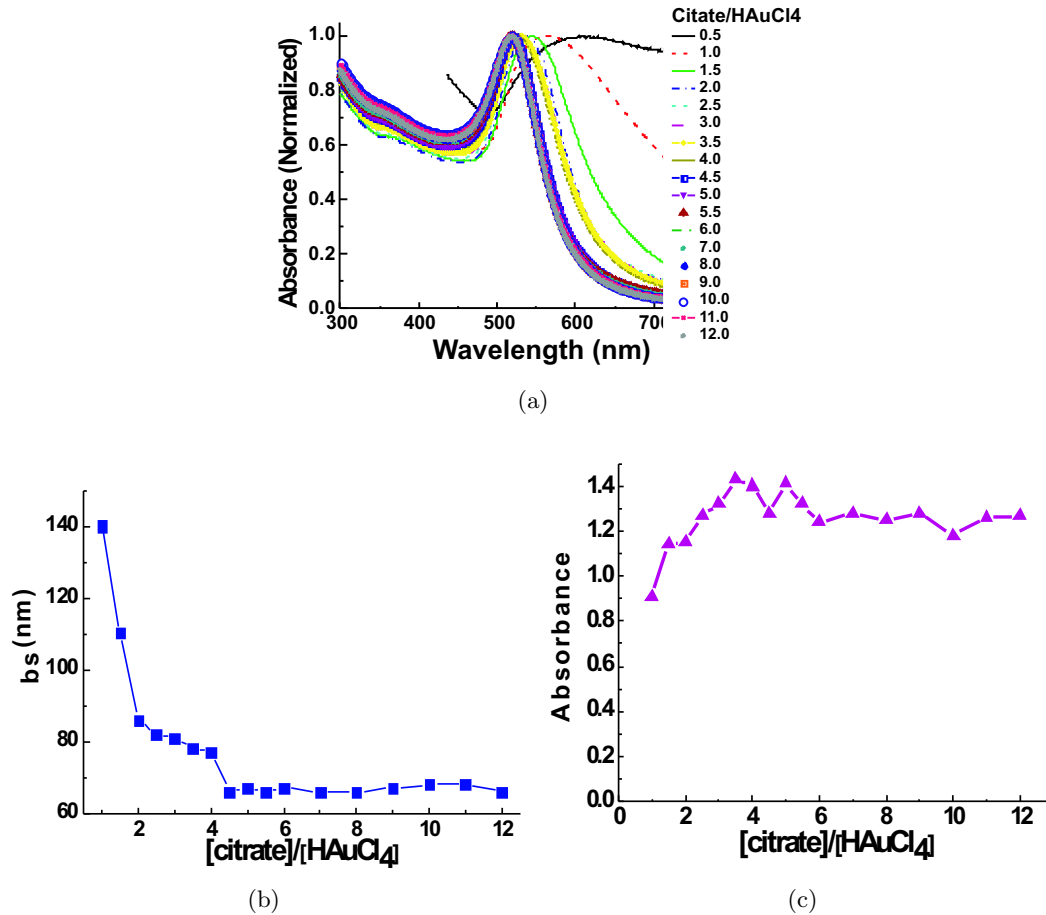 Citate/HAuCl4
0.5
1.0
1.5
2.0
2.5
3.0
3.5
4.0
4.5
5.0
5.5
6.0
7.0
8.0
9.0
10.0
11.0
12.0
Absorbance (Normalized)
1.0
0.8
0.6
0.4
0.2
0.0
300 400 500 600 700
Wavelength (nm)
(a)
bs (nm)
140
120
100
80
60
2 4 6 8 10 12
[citrate]/[HAuCl4]
(b)
Absorbance
1.4
1.2
1.0
0.8
0.6
0.4
0.2
0.0
0 2 4 6 8 10 12
[citrate]/[HAuCl4]
(c)